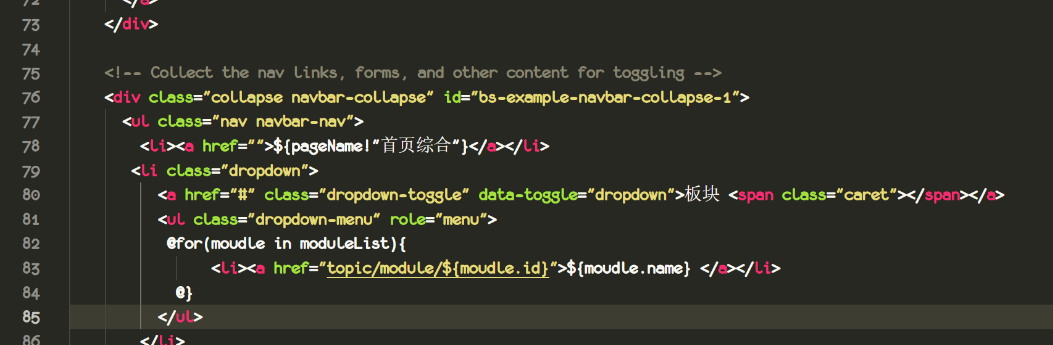 72 </a>
73 </div>
74
75 <!-- Collect the nav links, forms, and other content for toggling -->
76 <div class="collapse navbar-collapse" id="bs-example-navbar-collapse-1">
77 <ul class="nav navbar-nav">
78 <li><a href="">${pageName!"首页综合"}</a></li>
79 <li class="dropdown">
80 <a href="#" class="dropdown-toggle" data-toggle="dropdown">板块 <span class="caret"></span></a>
81 <ul class="dropdown-menu" role="menu">
82 @for(moudle in moduleList){
83 <li><a href="topic/module/${moudle.id}">${moudle.name} </a></li>
84 @}
85 </ul>
86 </li>